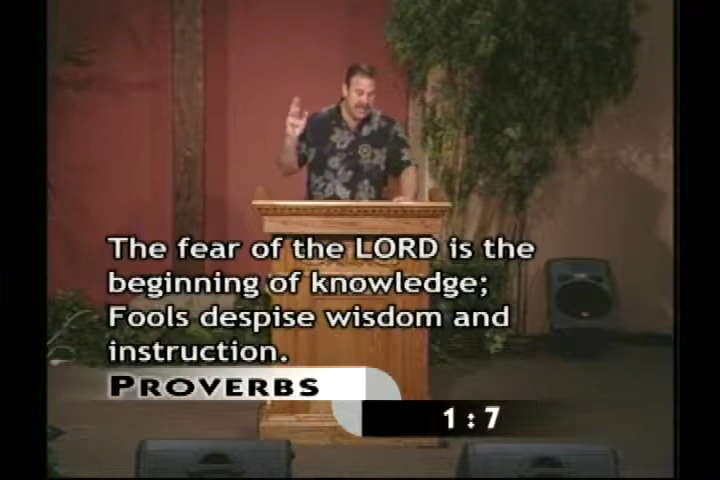 The fear of the LORD is the
beginning of knowledge;
Fools despise wisdom and
instruction.
PROVERBS
1:7